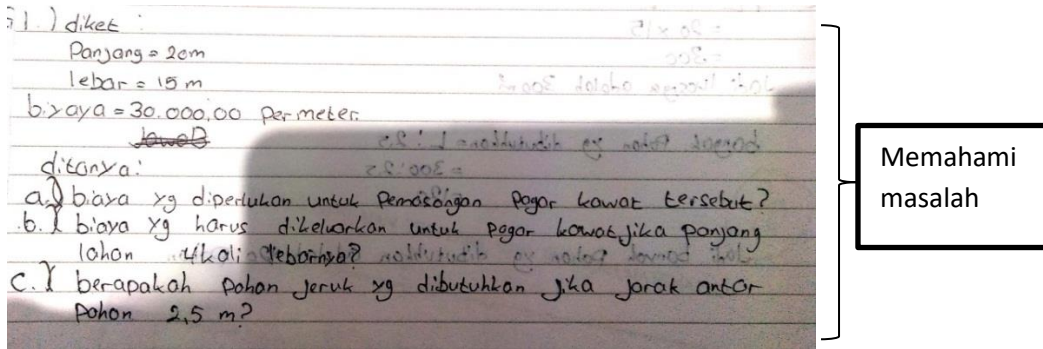 1.) diket :
Panjang = 20m
lebar = 15 m
biyaya = 30.000,00 Per meter
Jawab
ditanya:
a.) biaya yg diperlukan untuk Pemasangan Pagar kawat tersebut?
b.) biaya yg harus dikeluarkan untuk pagar kawat jika panjang
lahan 4 kali lebarnya?
C.) berapakah Pohon Jeruk yg dibutuhkan Jika Jarak antar
Pohon 2,5 m?
Memahami
masalah